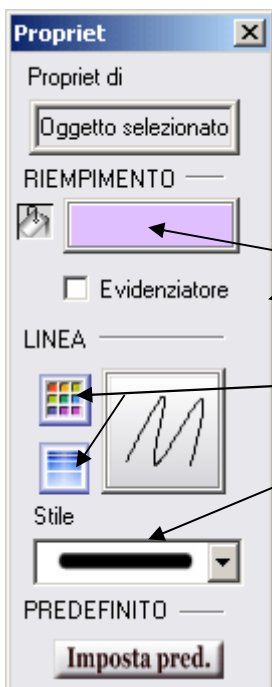 Propriet
Propriet di
Oggetto selezionato
RIEMPIMENTO
Evidenziatore
LINEA
Stile
PREDEFINITO
Imposta pred.